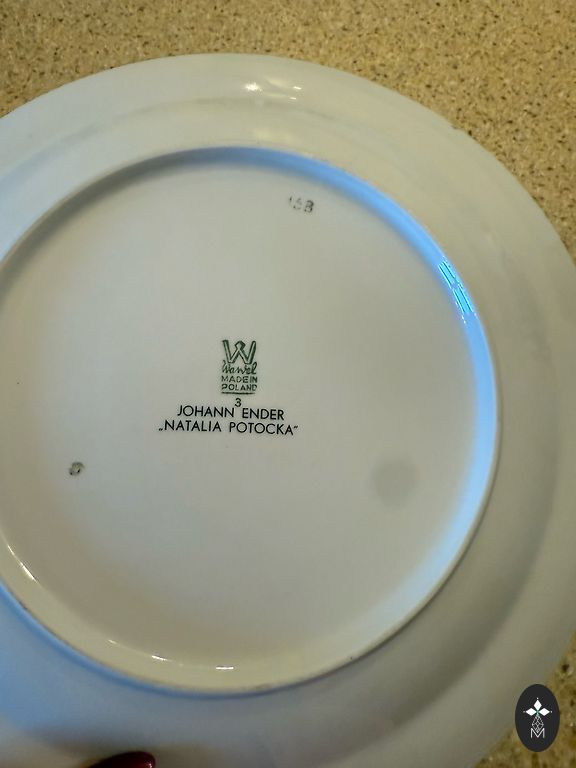 W
Wawel
MADE IN
POLAND
3
JOHANN ENDER
„NATALIA POTOCKA”
M